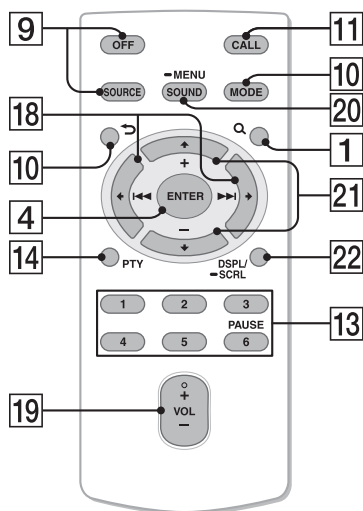 9
11
OFF
CALL
-MENU
10
SOURCE
SOUND
MODE
18
20
10
1
+
ENTER
4
21
−
14
PTY
DSPL/
-SCRL
22
1
2
3
PAUSE
13
4
5
6
19
+
VOL
−